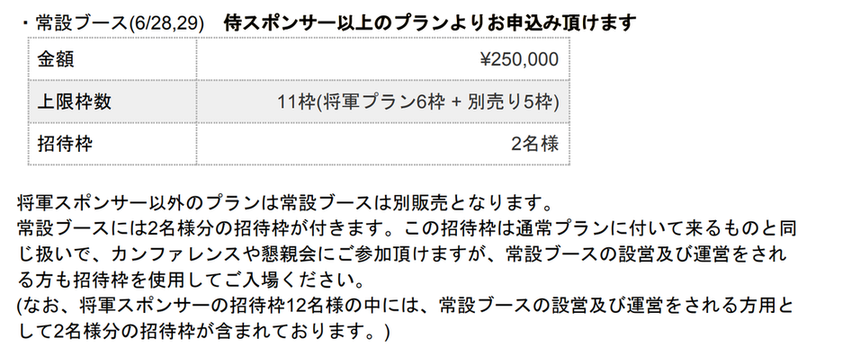 ・常設ブース(6/28,29)　侍スポンサー以上のプランよりお申込み頂けます
金額 ¥250,000
上限枠数 11枠(将軍プラン6枠 + 別売り5枠)
招待枠 2名様
将軍スポンサー以外のプランは常設ブースは別販売となります。
常設ブースには2名様分の招待枠が付きます。この招待枠は通常プランに付いて来るものと同
じ扱いで、カンファレンスや懇親会にご参加頂けますが、常設ブースの設営及び運営をされ
る方も招待枠を使用してご入場ください。
(なお、将軍スポンサーの招待枠12名様の中には、常設ブースの設営及び運営をされる方用と
して2名様分の招待枠が含まれております。)